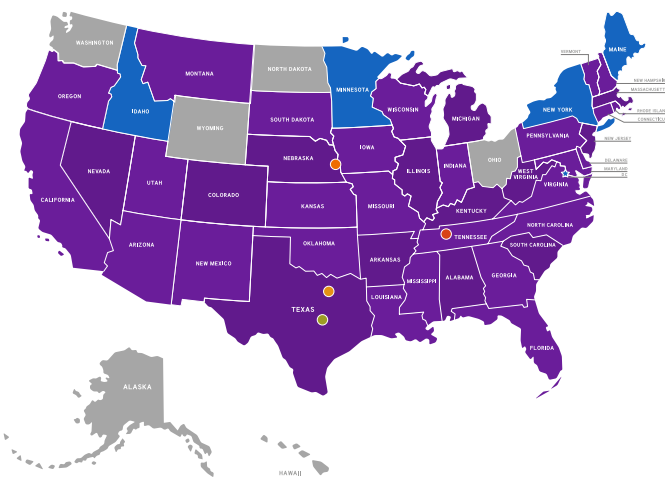 WASHINGTON
MAINE
VERMONT
MONTANA
NORTH DAKOTA
MINNESOTA
OREGON
IDAHO
WISCONSIN
NEW HAMPSHIR
MASSACHUSETT
NEW YORK
WYOMING
SOUTH DAKOTA
MICHIGAN
RHODE ISLAN
CONNECTICU
PENNSYLVANIA
NEW JERSEY
IOWA
NEBRASKA
OHIO
NEVADA
UTAH
COLORADO
ILLINOIS
INDIANA
WEST
VIRGINIA
DELAWARE
MARYLAND
DC
VIRGINIA
CALIFORNIA
KANSAS
MISSOURI
KENTUCKY
NORTH CAROLINA
ARIZONA
NEW MEXICO
OKLAHOMA
ARKANSAS
TENNESSEE
SOUTH CAROLINA
TEXAS
LOUISIANA
MISSISSIPPI
ALABAMA
GEORGIA
FLORIDA
ALASKA
HAWAII